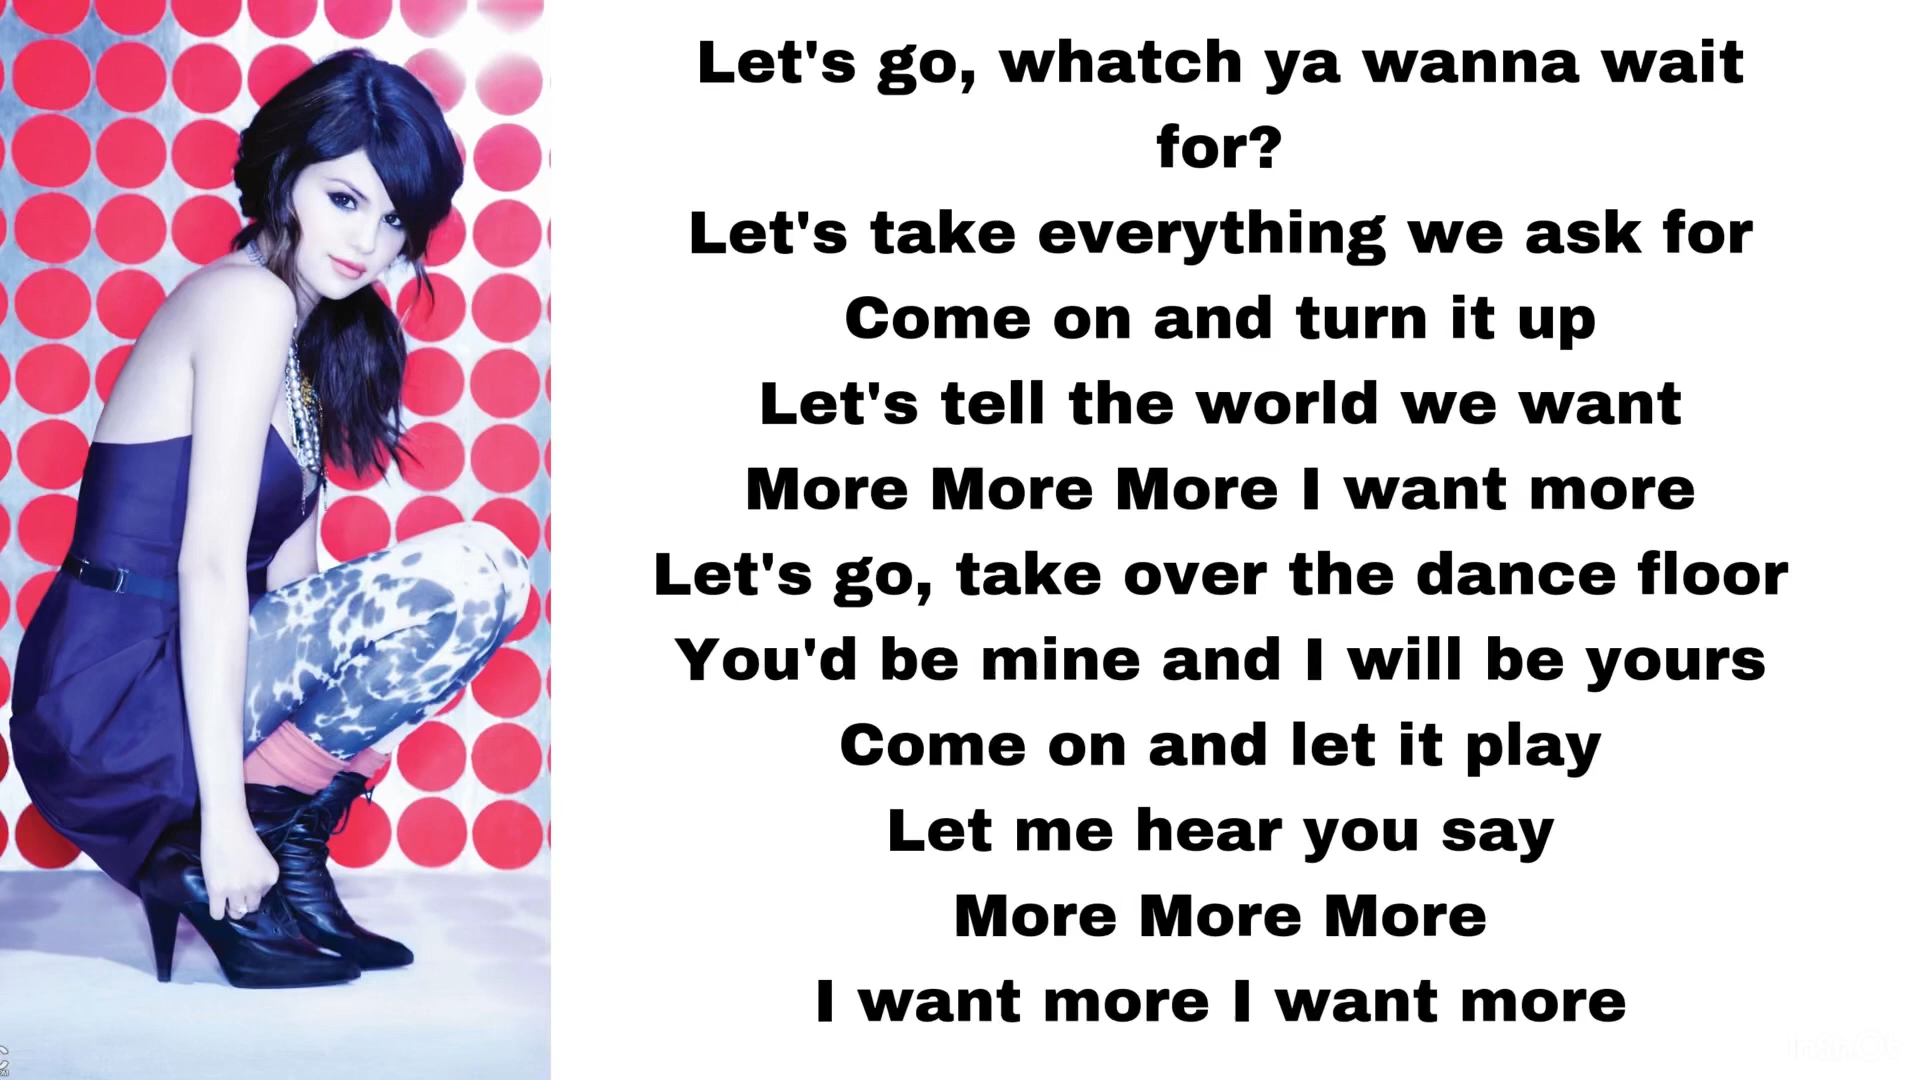 Let's go, whatch ya wanna wait
for?
Let's take everything we ask for
Come on and turn it up
Let's tell the world we want
More More More I want more
Let's go, take over the dance floor
You'd be mine and I will be yours
Come on and let it play
Let me hear you say
More More More
I want more I want more